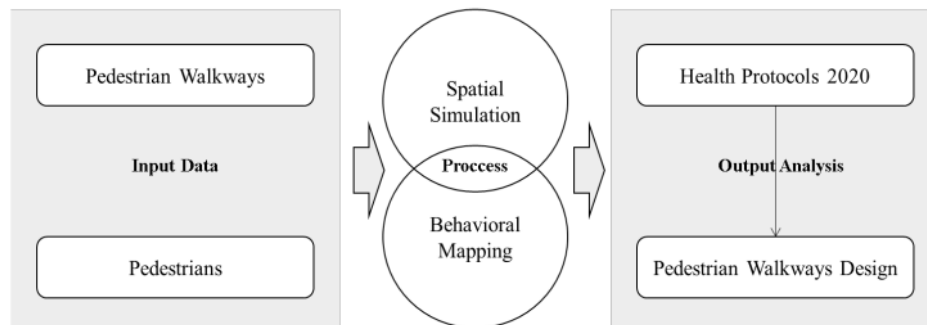 Pedestrian Walkways
Input Data
Pedestrians
Spatial
Simulation
Proccess
Behavioral
Mapping
Health Protocols 2020
Output Analysis
Pedestrian Walkways Design